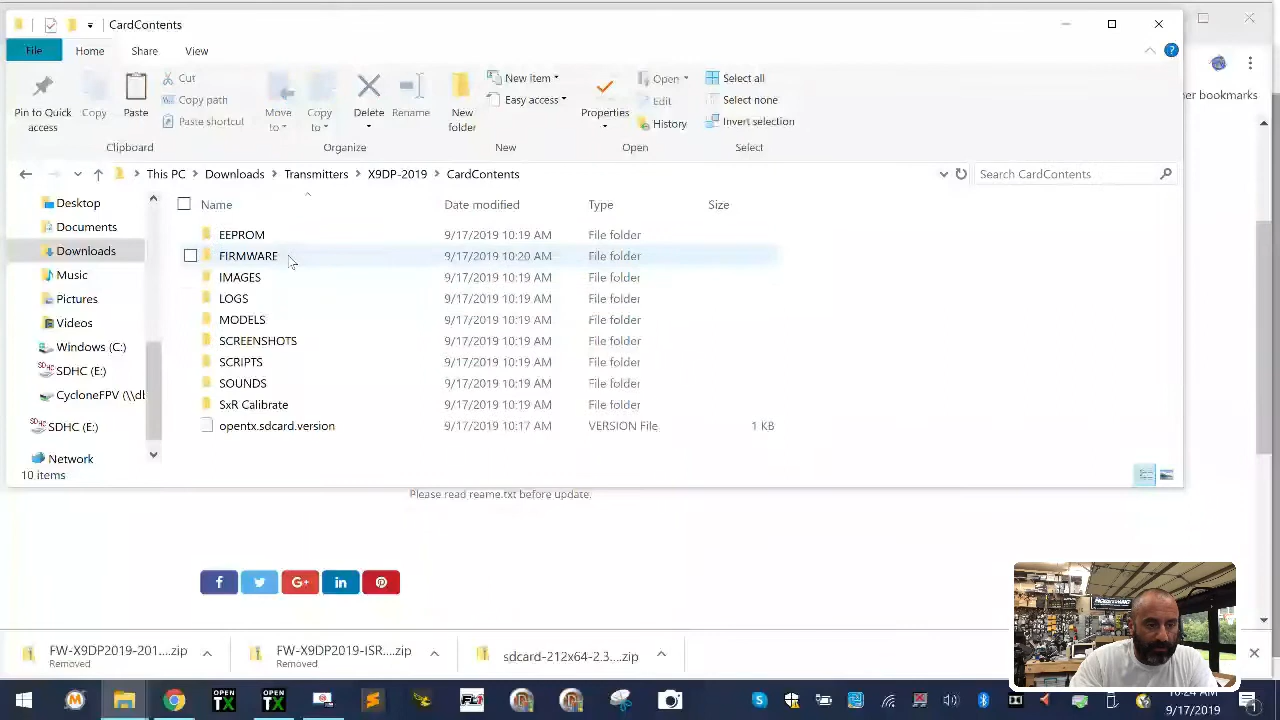 CardContents
File Home Share View
Pin to Quick access
Copy
Paste
Cut
Copy path
Paste shortcut
Clipboard
Move to
Copy to
Delete
Rename
Organize
New folder
New item
Easy access
New
Properties
Open
Edit
History
Open
Select all
Select none
Invert selection
Select
er bookmarks
This PC > Downloads > Transmitters > X9DP-2019 > CardContents
Search CardContents
Desktop
Documents
Downloads
Music
Pictures
Videos
Windows (C:)
SDHC (E:)
CycloneFPV (\\dl
SDHC (E:)
Network
Name Date modified Type Size
EEPROM 9/17/2019 10:19 AM File folder
FIRMWARE 9/17/2019 10:20 AM File folder
IMAGES 9/17/2019 10:19 AM File folder
LOGS 9/17/2019 10:19 AM File folder
MODELS 9/17/2019 10:19 AM File folder
SCREENSHOTS 9/17/2019 10:19 AM File folder
SCRIPTS 9/17/2019 10:19 AM File folder
SOUNDS 9/17/2019 10:19 AM File folder
SxR Calibrate 9/17/2019 10:19 AM File folder
opentx.sdcard.version 9/17/2019 10:17 AM VERSION File 1 KB
10 items
Please read reame.txt before update.
FW-X9DP2019-201....zip
Removed
FW-X9DP2019-ISR....zip
Removed
sdcard-212x64-2.3....zip
OPEN TX
OPEN TX
10:24 AM
9/17/2019